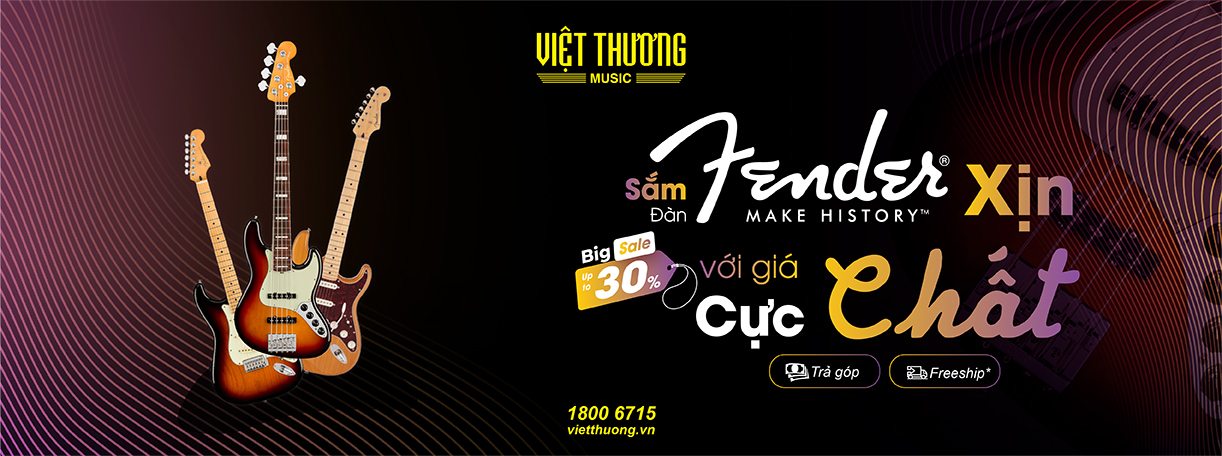 VIỆT THƯƠNG
MUSIC
Sắm
Đàn
Fender®
MAKE HISTORY™
Xịn
Big Sale
Up to 30%
với giá
Cực
Chất
Trả góp
Freeship*
1800 6715
vietthuong.vn